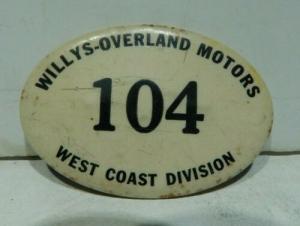 WILLYS-OVERLAND MOTORS
104
WEST COAST DIVISION